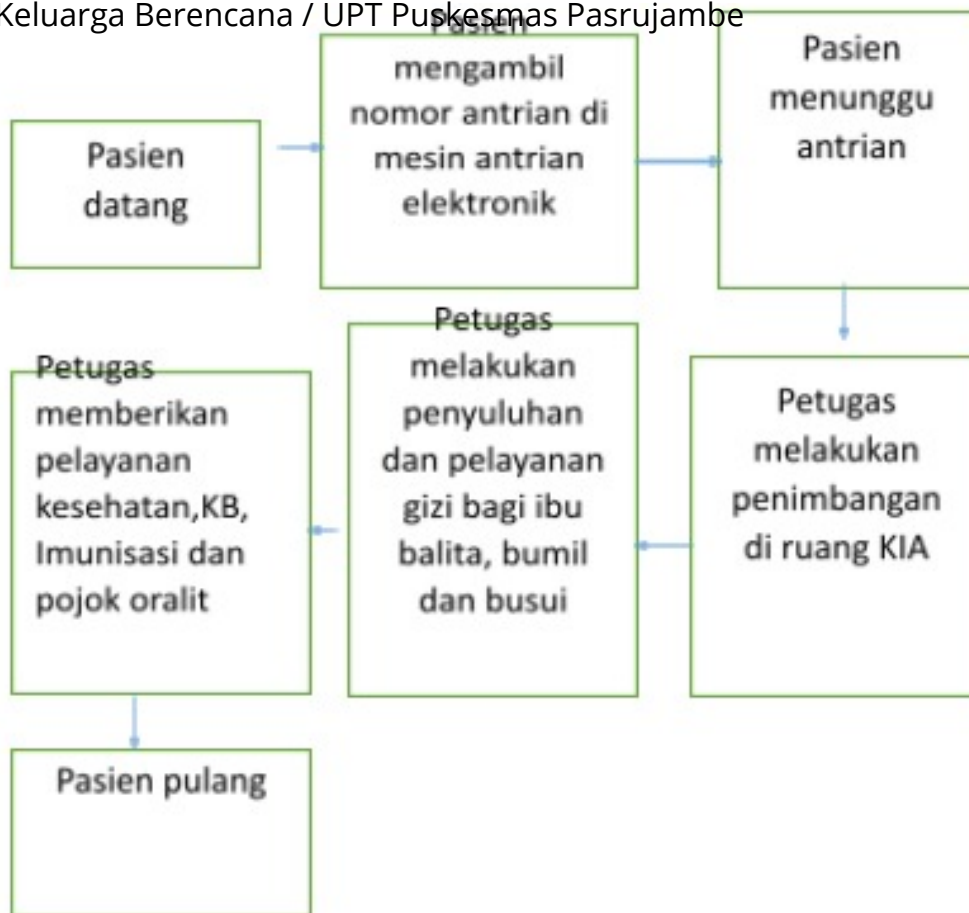 Keluarga Berencana / UPT Puskesmas Pasrujambe
Pasien
datang
Pasien
mengambil
nomor antrian di
mesin antrian
elektronik
Pasien
menunggu
antrian
Petugas
melakukan
penimbangan
di ruang KIA
Petugas
melakukan
penyuluhan
dan pelayanan
gizi bagi ibu
balita, bumil
dan busui
Petugas
memberikan
pelayanan
kesehatan,KB,
Imunisasi dan
pojok oralit
Pasien pulang